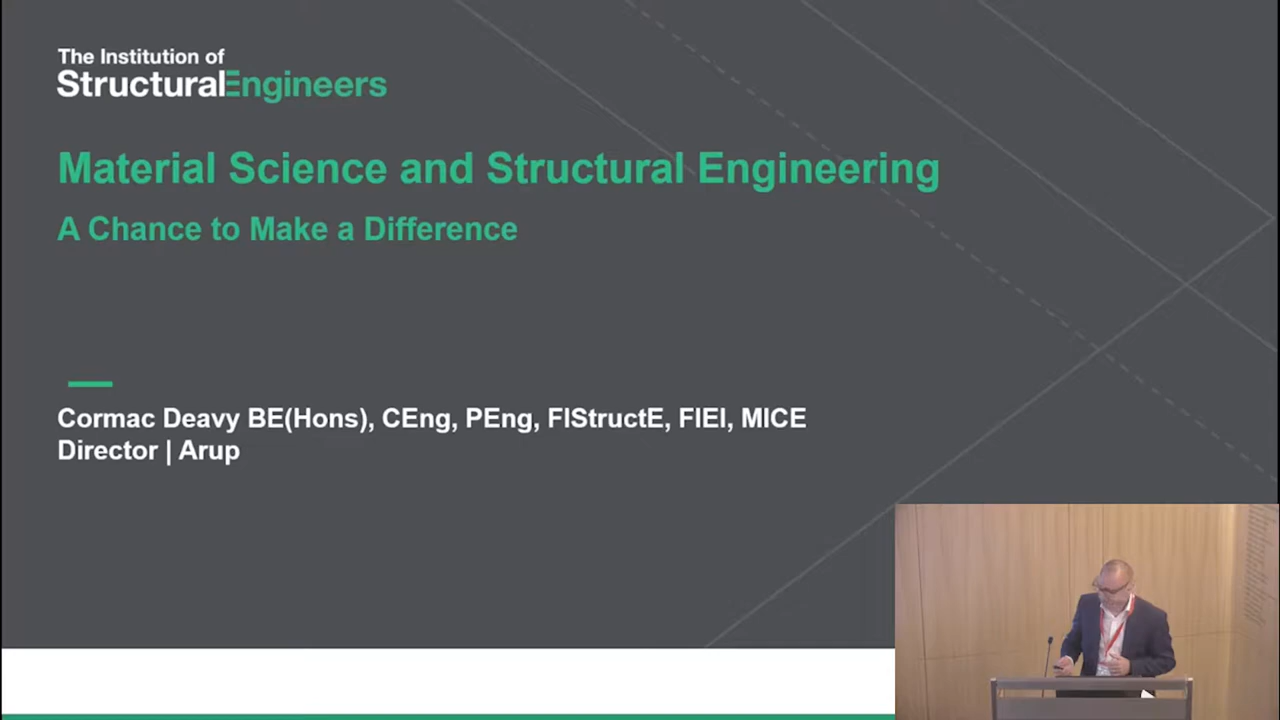 The Institution of
StructuralEngineers
Material Science and Structural Engineering
A Chance to Make a Difference
Cormac Deavy BE(Hons), CEng, PEng, FIStructE, FIEI, MICE
Director | Arup